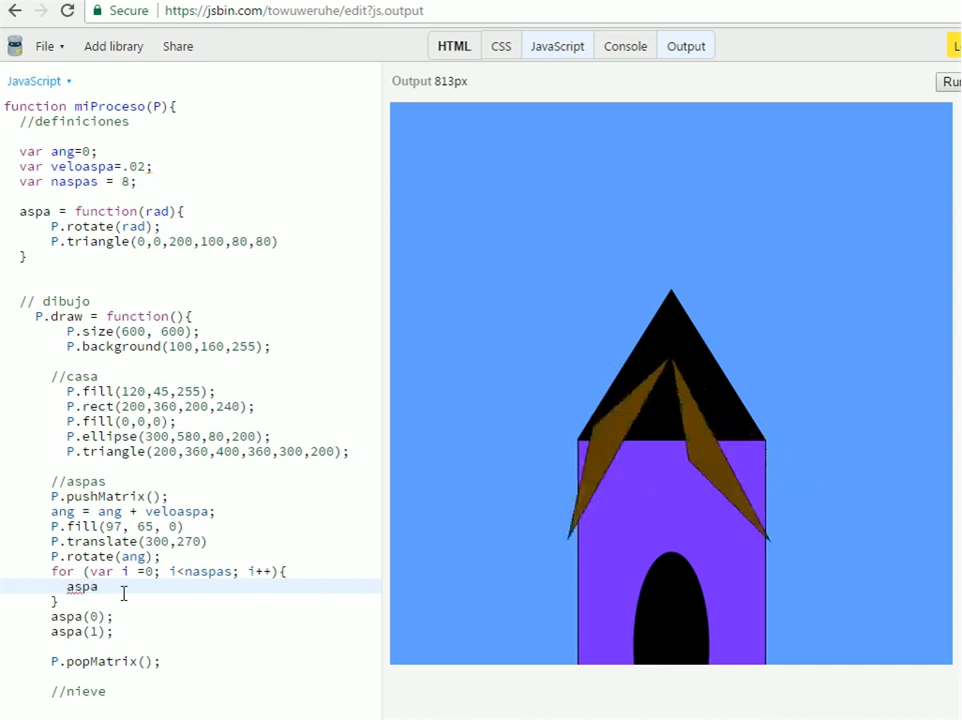 Secure https://jsbin.com/towuweruhe/edit?js,output
File Add library Share HTML CSS JavaScript Console Output
JavaScript Output 813px
function miProceso(P){
//definiciones
var ang=0;
var veloaspa=.02;
var naspas = 8;
aspa = function(rad){
P.rotate(rad);
P.triangle(0,0,200,100,80,80)
}
// dibujo
P.draw = function(){
P.size(600, 600);
P.background(100,160,255);
//casa
P.fill(120,45,255);
P.rect(200,360,200,240);
P.fill(0,0,0);
P.ellipse(300,580,80,200);
P.triangle(200,360,400,360,300,200);
//aspas
P.pushMatrix();
ang = ang + veloaspa;
P.fill(97, 65, 0)
P.translate(300,270)
P.rotate(ang);
for (var i =0; i<naspas; i++){
aspa
}
aspa(0);
aspa(1);
P.popMatrix();
//nieve